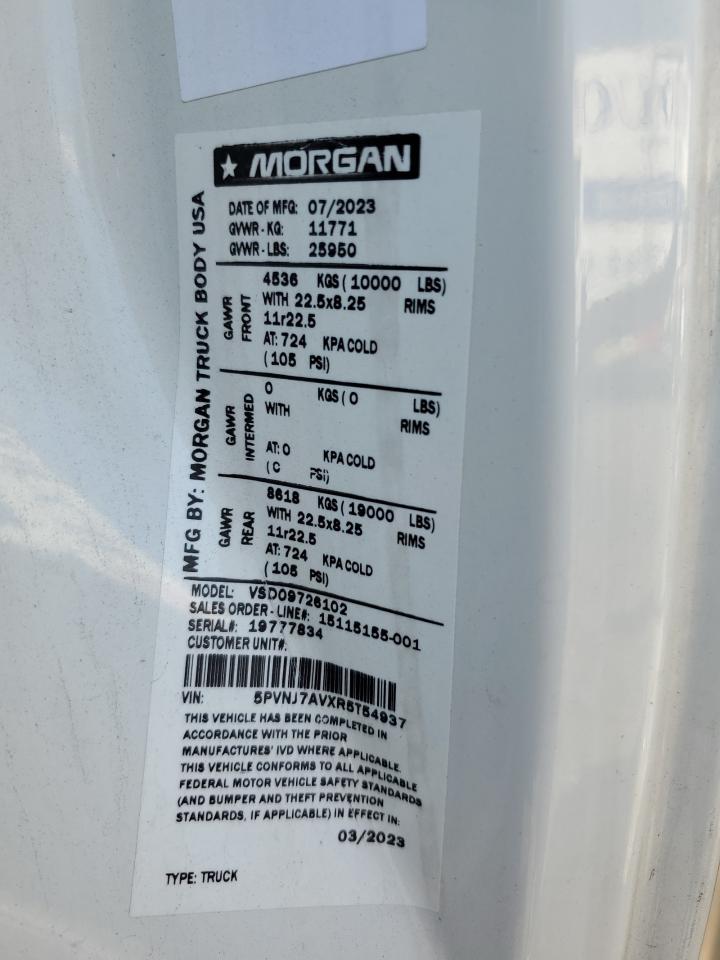 MORGAN
MFG BY: MORGAN TRUCK BODY USA
DATE OF MFG: 07/2023
GVWR - KG: 11771
GVWR - LBS: 25950
GAWR FRONT
4536 KGS ( 10000 LBS)
WITH 22.5x8.25 RIMS
11r22.5
AT: 724 KPA COLD
( 105 PSI)
GAWR INTERMED
0 KGS ( 0 LBS)
WITH RIMS
AT: 0 KPA COLD
( PSI)
GAWR REAR
8618 KGS ( 19000 LBS)
WITH 22.5x8.25 RIMS
11r22.5
AT: 724 KPA COLD
( 105 PSI)
MODEL: VSD09726102
SALES ORDER - LINE#: 15115155-001
SERIAL#: 19777834
CUSTOMER UNIT#:
VIN: 5PVNJ7AVXR5T54937
THIS VEHICLE HAS BEEN COMPLETED IN
ACCORDANCE WITH THE PRIOR
MANUFACTURES' IVD WHERE APPLICABLE.
THIS VEHICLE CONFORMS TO ALL APPLICABLE
FEDERAL MOTOR VEHICLE SAFETY STANDARDS
(AND BUMPER AND THEFT PREVENTION
STANDARDS, IF APPLICABLE) IN EFFECT IN:
03/2023
TYPE: TRUCK